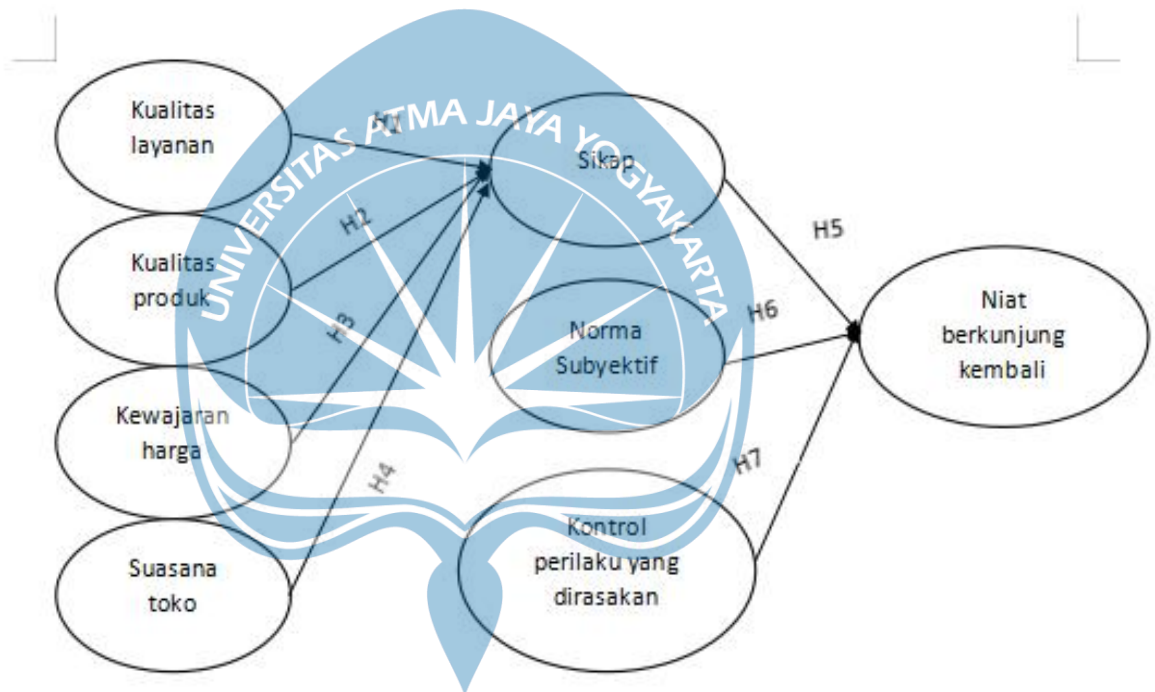 Kualitas
layanan
H1
UNIVERSITAS ATMA JAYA YOGYAKARTA
Sikap
H5
Kualitas
produk
H2
Norma
Subyektif
H6
Niat
berkunjung
kembali
Kewajaran
harga
H3
Suasana
toko
H4
Kontrol
perilaku yang
dirasakan
H7